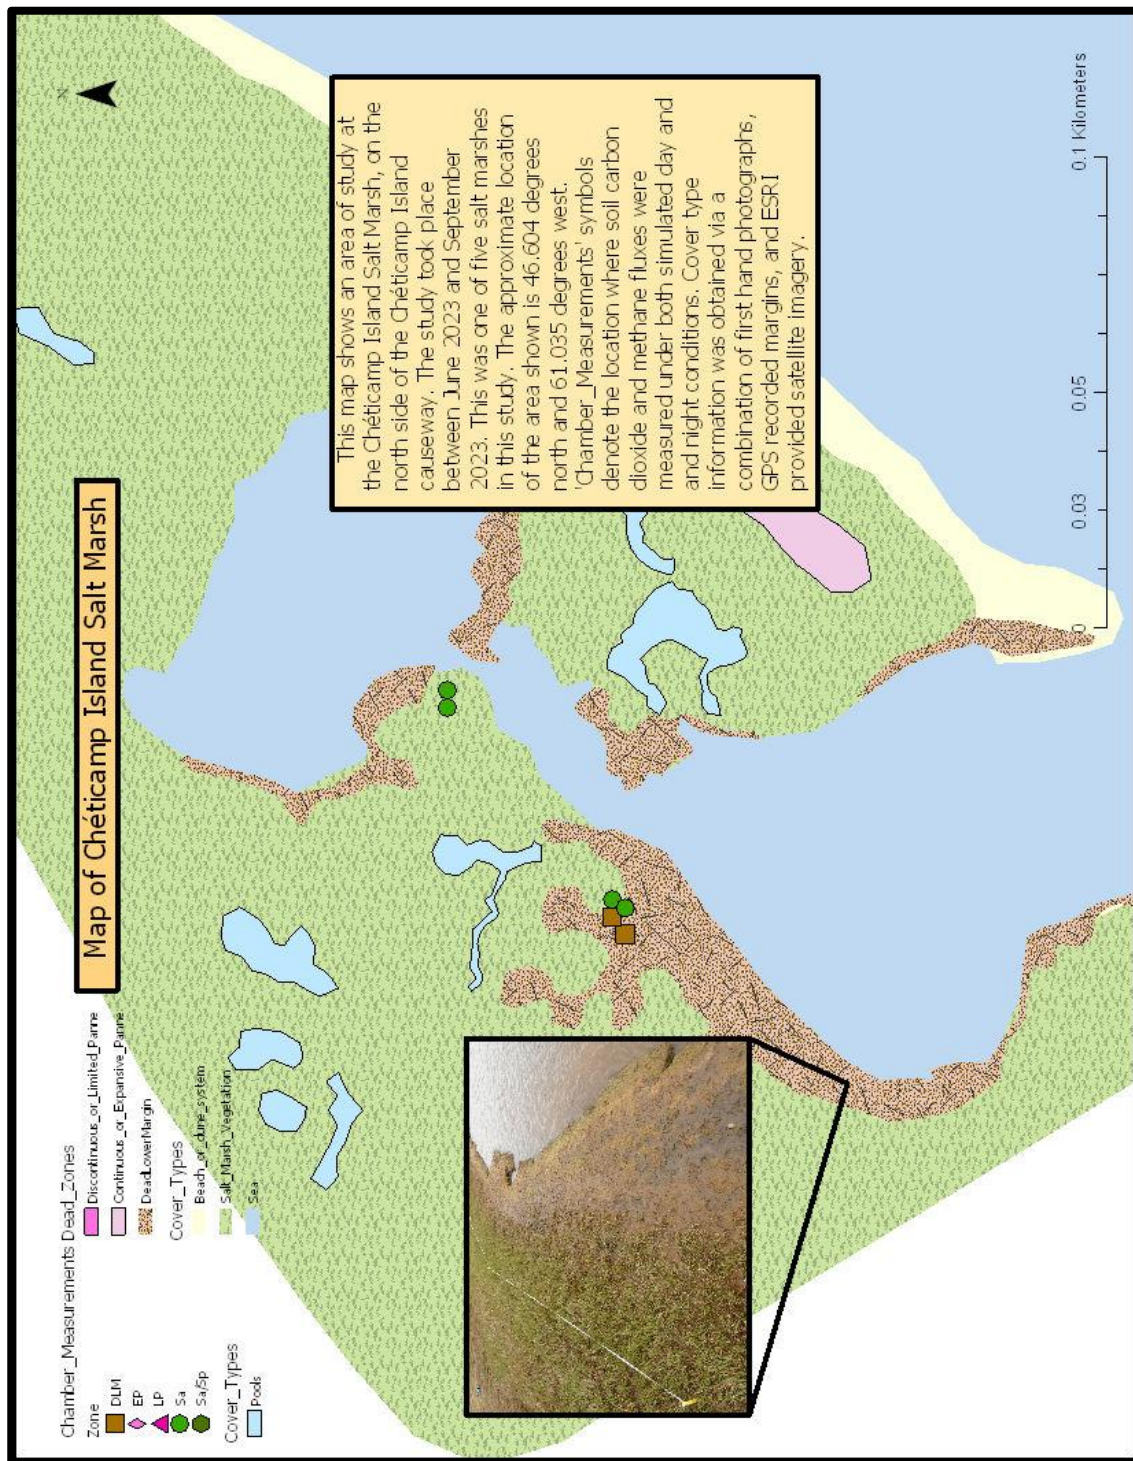 Map of Chéticamp Island Salt Marsh
N
Chamber_Measurements
Zone
DLM
EP
LP
Sa
Sa/Sp
Cover_Types
Pools
Dead_Zones
Discontinuous_or_Limited_Panne
Continuous_or_Expansive_Panne
DeadLowerMargin
Cover_Types
Beach_or_dune_system
Salt_Marsh_Vegetation
Sea
This map shows an area of study at
the Chéticamp Island Salt Marsh, on the
north side of the Chéticamp Island
causeway. The study took place
between June 2023 and September
2023. This was one of five salt marshes
in this study. The approximate location
of the area shown is 46.604 degrees
north and 61.035 degrees west.
'Chamber_Measurements' symbols
denote the location where soil carbon
dioxide and methane fluxes were
measured under both simulated day and
and night conditions. Cover type
information was obtained via a
combination of first hand photographs,
GPS recorded margins, and ESRI
provided satellite imagery.
0 0.03 0.05 0.1 Kilometers